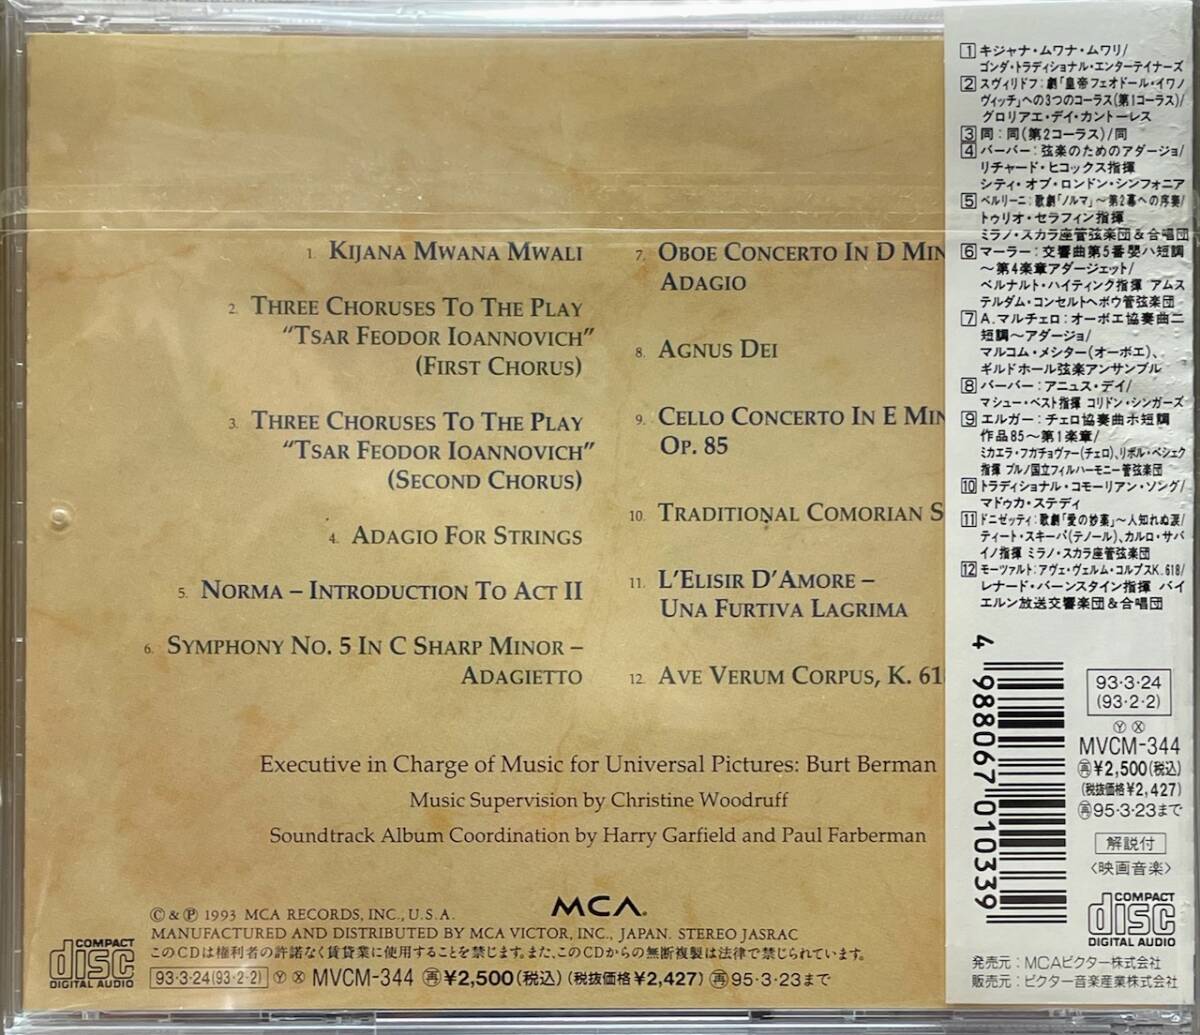 1. KIJANA MWANA MWALI
2. THREE CHORUSES TO THE PLAY
“TSAR FEODOR IOANNOVICH”
(FIRST CHORUS)
3. THREE CHORUSES TO THE PLAY
“TSAR FEODOR IOANNOVICH”
(SECOND CHORUS)
4. ADAGIO FOR STRINGS
5. NORMA – INTRODUCTION TO ACT II
6. SYMPHONY NO. 5 IN C SHARP MINOR –
ADAGIETTO
7. OBOE CONCERTO IN D MIN
ADAGIO
8. AGNUS DEI
9. CELLO CONCERTO IN E MIN
OP. 85
10. TRADITIONAL COMORIAN S
11. L’ELISIR D’AMORE –
UNA FURTIVA LAGRIMA
12. AVE VERUM CORPUS, K. 618
Executive in Charge of Music for Universal Pictures: Burt Berman
Music Supervision by Christine Woodruff
Soundtrack Album Coordination by Harry Garfield and Paul Farberman
MCA
© & ℗ 1993 MCA RECORDS, INC., U.S.A.
MANUFACTURED AND DISTRIBUTED BY MCA VICTOR, INC., JAPAN. STEREO JASRAC
このCDは権利者の許諾なく賃貸業に使用することを禁じます。また、このCDからの無断複製は法律で禁じられています。
COMPACT
disc
DIGITAL AUDIO
93·3·24(93·2·2) Ⓨ Ⓧ MVCM-344 ㊢¥2,500(税込) (税抜価格¥2,427) ㊢95·3·23まで
1 キジャナ・ムワナ・ムワリ/
ゴンダ・トラディショナル・エンターテイナーズ
2 スヴィリドフ:劇「皇帝フェオドール・イワノ
ヴィッチ」への3つのコーラス(第1コーラス)/
グロリアエ・デイ・カントーレス
3 同:同(第2コーラス)/同
4 バーバー:弦楽のためのアダージョ/
リチャード・ヒコックス指揮
シティ・オブ・ロンドン・シンフォニア
5 ベルリーニ:歌劇「ノルマ」〜第2幕への序奏/
トゥリオ・セラフィン指揮
ミラノ・スカラ座管弦楽団&合唱団
6 マーラー:交響曲第5番嬰ハ短調
〜第4楽章アダージェット/
ベルナルト・ハイティンク指揮 アムス
テルダム・コンセルトヘボウ管弦楽団
7 A.マルチェロ:オーボエ協奏曲ニ
短調〜アダージョ/
マルコム・メシター(オーボエ)、
ギルドホール弦楽アンサンブル
8 バーバー:アニュス・デイ/
マシュー・ベスト指揮 コリドン・シンガーズ
9 エルガー:チェロ協奏曲ホ短調
作品85〜第1楽章/
ミカエラ・フカチョヴァー(チェロ)、リボル・ペシェク
指揮 ブルノ国立フィルハーモニー管弦楽団
10 トラディショナル・コモーリアン・ソング/
マドゥカ・ステディ
11 ドニゼッティ:歌劇「愛の妙薬」〜人知れぬ涙/
ティート・スキーパ(テノール)、カルロ・サバ
イノ指揮 ミラノ・スカラ座管弦楽団
12 モーツァルト:アヴェ・ヴェルム・コルプスK.618/
レナード・バーンスタイン指揮 バイ
エルン放送交響楽団&合唱団
4 988067 010339
93·3·24
(93·2·2)
Ⓨ Ⓧ
MVCM-344
㊢¥2,500(税込)
(税抜価格¥2,427)
㊢95·3·23まで
解説付
〈映画音楽〉
COMPACT
disc
DIGITAL AUDIO
発売元:MCAビクター株式会社
販売元:ビクター音楽産業株式会社